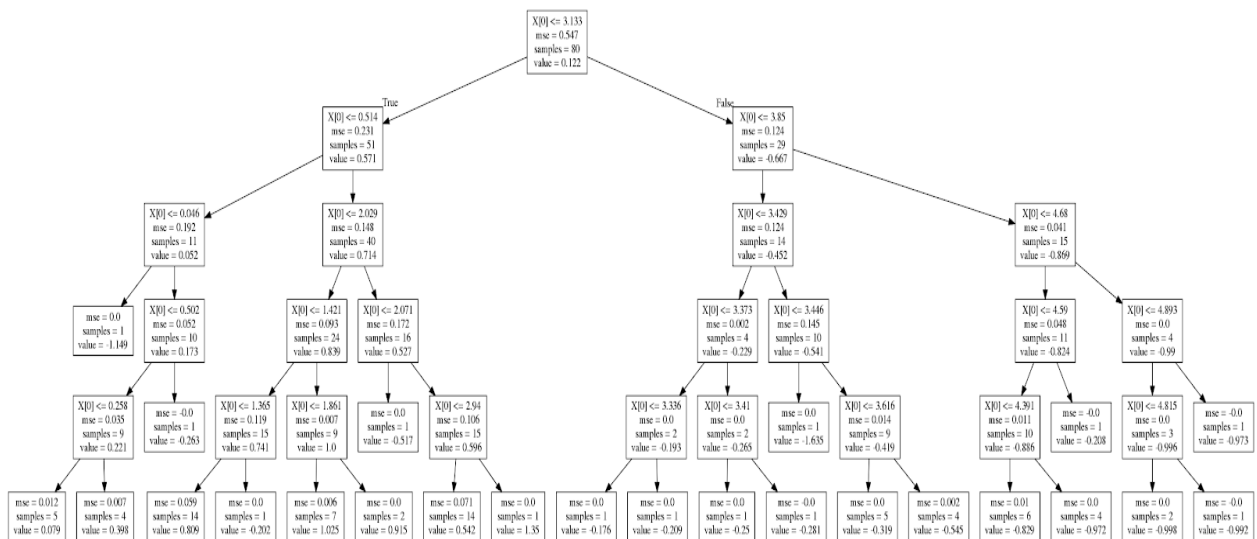 X[0] <= 3.133
mse = 0.547
samples = 80
value = 0.122
True
False
X[0] <= 0.514
mse = 0.231
samples = 51
value = 0.571
X[0] <= 3.85
mse = 0.124
samples = 29
value = -0.667
X[0] <= 0.046
mse = 0.192
samples = 11
value = 0.052
X[0] <= 2.029
mse = 0.148
samples = 40
value = 0.714
X[0] <= 3.429
mse = 0.124
samples = 14
value = -0.452
X[0] <= 4.68
mse = 0.041
samples = 15
value = -0.869
mse = 0.0
samples = 1
value = -1.149
X[0] <= 0.502
mse = 0.052
samples = 10
value = 0.173
X[0] <= 1.421
mse = 0.093
samples = 24
value = 0.839
X[0] <= 2.071
mse = 0.172
samples = 16
value = 0.527
X[0] <= 3.373
mse = 0.002
samples = 4
value = -0.229
X[0] <= 3.446
mse = 0.145
samples = 10
value = -0.541
X[0] <= 4.59
mse = 0.048
samples = 11
value = -0.824
X[0] <= 4.893
mse = 0.0
samples = 4
value = -0.99
X[0] <= 0.258
mse = 0.035
samples = 9
value = 0.221
mse = -0.0
samples = 1
value = -0.263
X[0] <= 1.365
mse = 0.119
samples = 15
value = 0.741
X[0] <= 1.861
mse = 0.007
samples = 9
value = 1.0
mse = 0.0
samples = 1
value = -0.517
X[0] <= 2.94
mse = 0.106
samples = 15
value = 0.596
X[0] <= 3.336
mse = 0.0
samples = 2
value = -0.193
X[0] <= 3.41
mse = 0.0
samples = 2
value = -0.265
mse = 0.0
samples = 1
value = -1.635
X[0] <= 3.616
mse = 0.014
samples = 9
value = -0.419
X[0] <= 4.391
mse = 0.011
samples = 10
value = -0.886
mse = -0.0
samples = 1
value = -0.208
X[0] <= 4.815
mse = 0.0
samples = 3
value = -0.996
mse = -0.0
samples = 1
value = -0.973
mse = 0.012
samples = 5
value = 0.079
mse = 0.007
samples = 4
value = 0.398
mse = 0.059
samples = 14
value = 0.809
mse = 0.0
samples = 1
value = -0.202
mse = 0.006
samples = 7
value = 1.025
mse = 0.0
samples = 2
value = 0.915
mse = 0.071
samples = 14
value = 0.542
mse = 0.0
samples = 1
value = 1.35
mse = 0.0
samples = 1
value = -0.176
mse = 0.0
samples = 1
value = -0.209
mse = 0.0
samples = 1
value = -0.25
mse = -0.0
samples = 1
value = -0.281
mse = 0.0
samples = 5
value = -0.319
mse = 0.002
samples = 4
value = -0.545
mse = 0.01
samples = 6
value = -0.829
mse = 0.0
samples = 4
value = -0.972
mse = 0.0
samples = 2
value = -0.998
mse = -0.0
samples = 1
value = -0.992